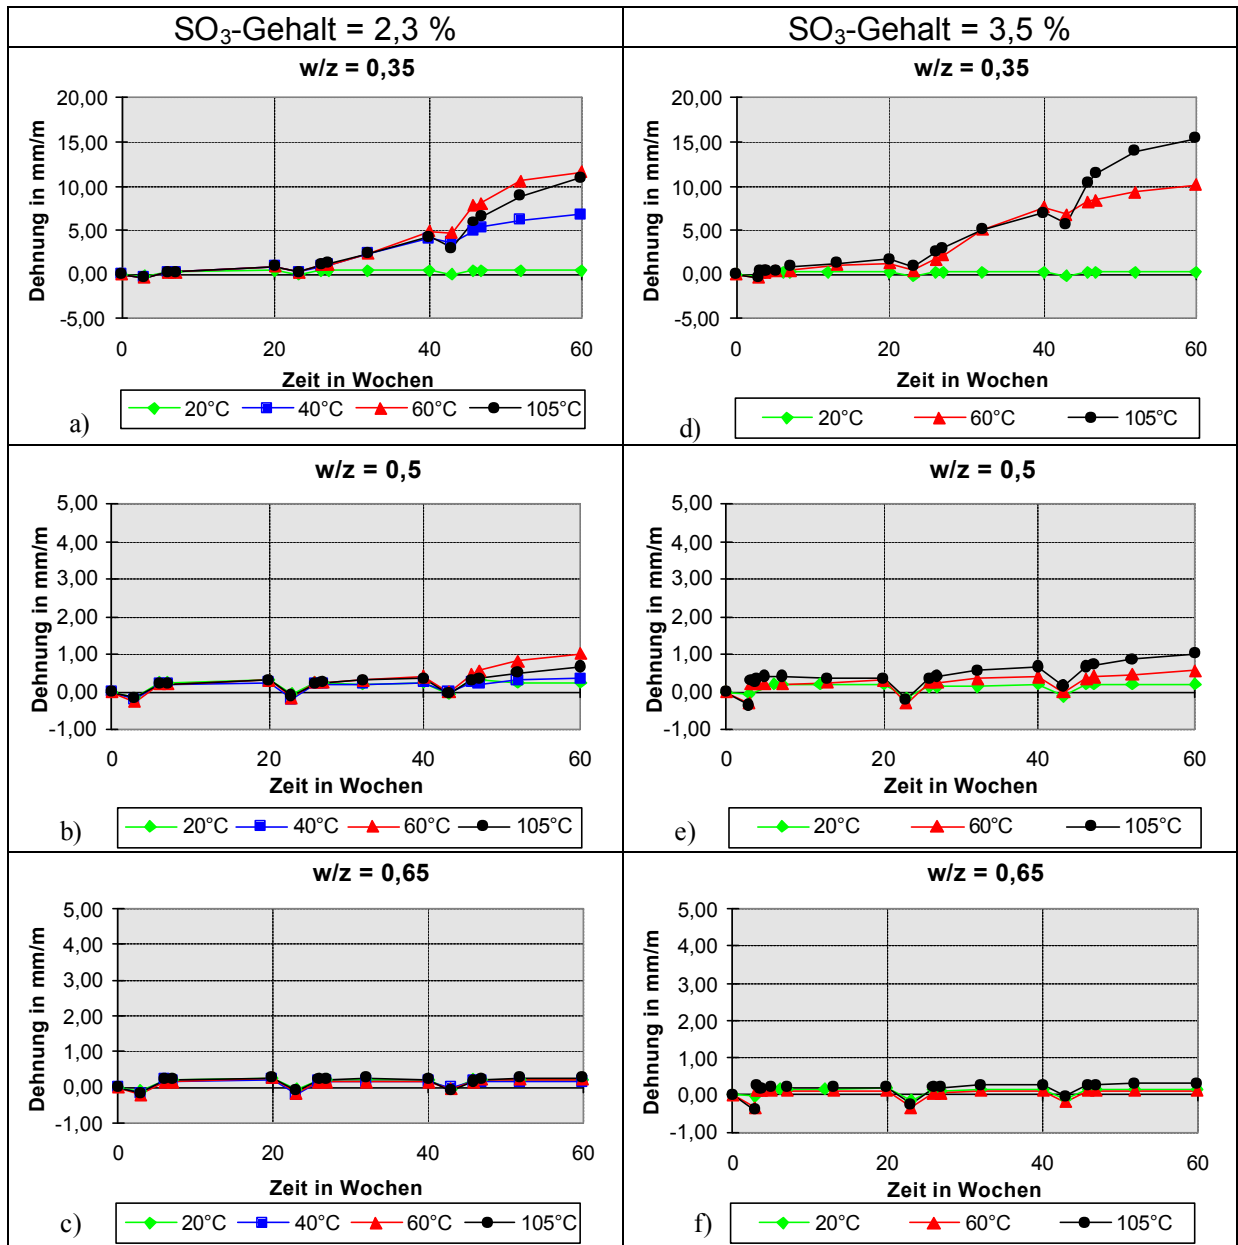 SO₃-Gehalt = 2,3 %
SO₃-Gehalt = 3,5 %
w/z = 0,35
20,00
15,00
10,00
5,00
0,00
-5,00
Dehnung in mm/m
0 20 40 60
Zeit in Wochen
20°C 40°C 60°C 105°C
a)
w/z = 0,35
20,00
15,00
10,00
5,00
0,00
-5,00
Dehnung in mm/m
0 20 40 60
Zeit in Wochen
20°C 60°C 105°C
d)
w/z = 0,5
5,00
4,00
3,00
2,00
1,00
0,00
-1,00
Dehnung in mm/m
0 20 40 60
Zeit in Wochen
b) 20°C 40°C 60°C 105°C
w/z = 0,5
5,00
4,00
3,00
2,00
1,00
0,00
-1,00
Dehnung in mm/m
0 20 40 60
Zeit in Wochen
e) 20°C 60°C 105°C
w/z = 0,65
5,00
4,00
3,00
2,00
1,00
0,00
-1,00
Dehnung in mm/m
0 20 40 60
Zeit in Wochen
c) 20°C 40°C 60°C 105°C
w/z = 0,65
5,00
4,00
3,00
2,00
1,00
0,00
-1,00
Dehnung in mm/m
0 20 40 60
Zeit in Wochen
f) 20°C 60°C 105°C